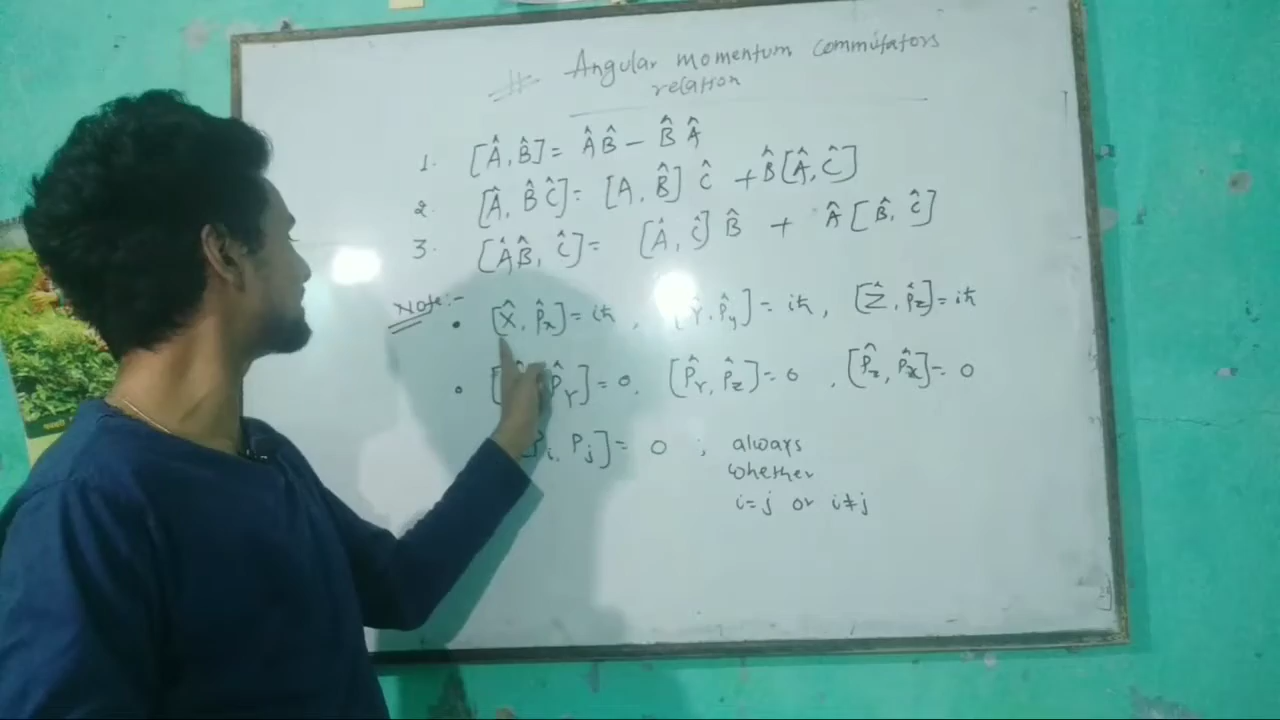 # Angular momentum commutators
relation
1. [Â, B̂] = ÂB̂ - B̂Â
2. [Â, B̂Ĉ] = [A, B̂]Ĉ + B̂[Â, Ĉ]
3. [ÂB̂, Ĉ] = [Â, Ĉ]B̂ + Â[B̂, Ĉ]
Note:-
• [X̂, P̂x] = iħ, [Ŷ, P̂y] = iħ, [Ẑ, P̂z] = iħ
• [ P̂Y] = 0, [P̂Y, P̂Z] = 0, [P̂z, P̂x] = 0
i, Pj] = 0 ; always
whether
i=j or i≠j